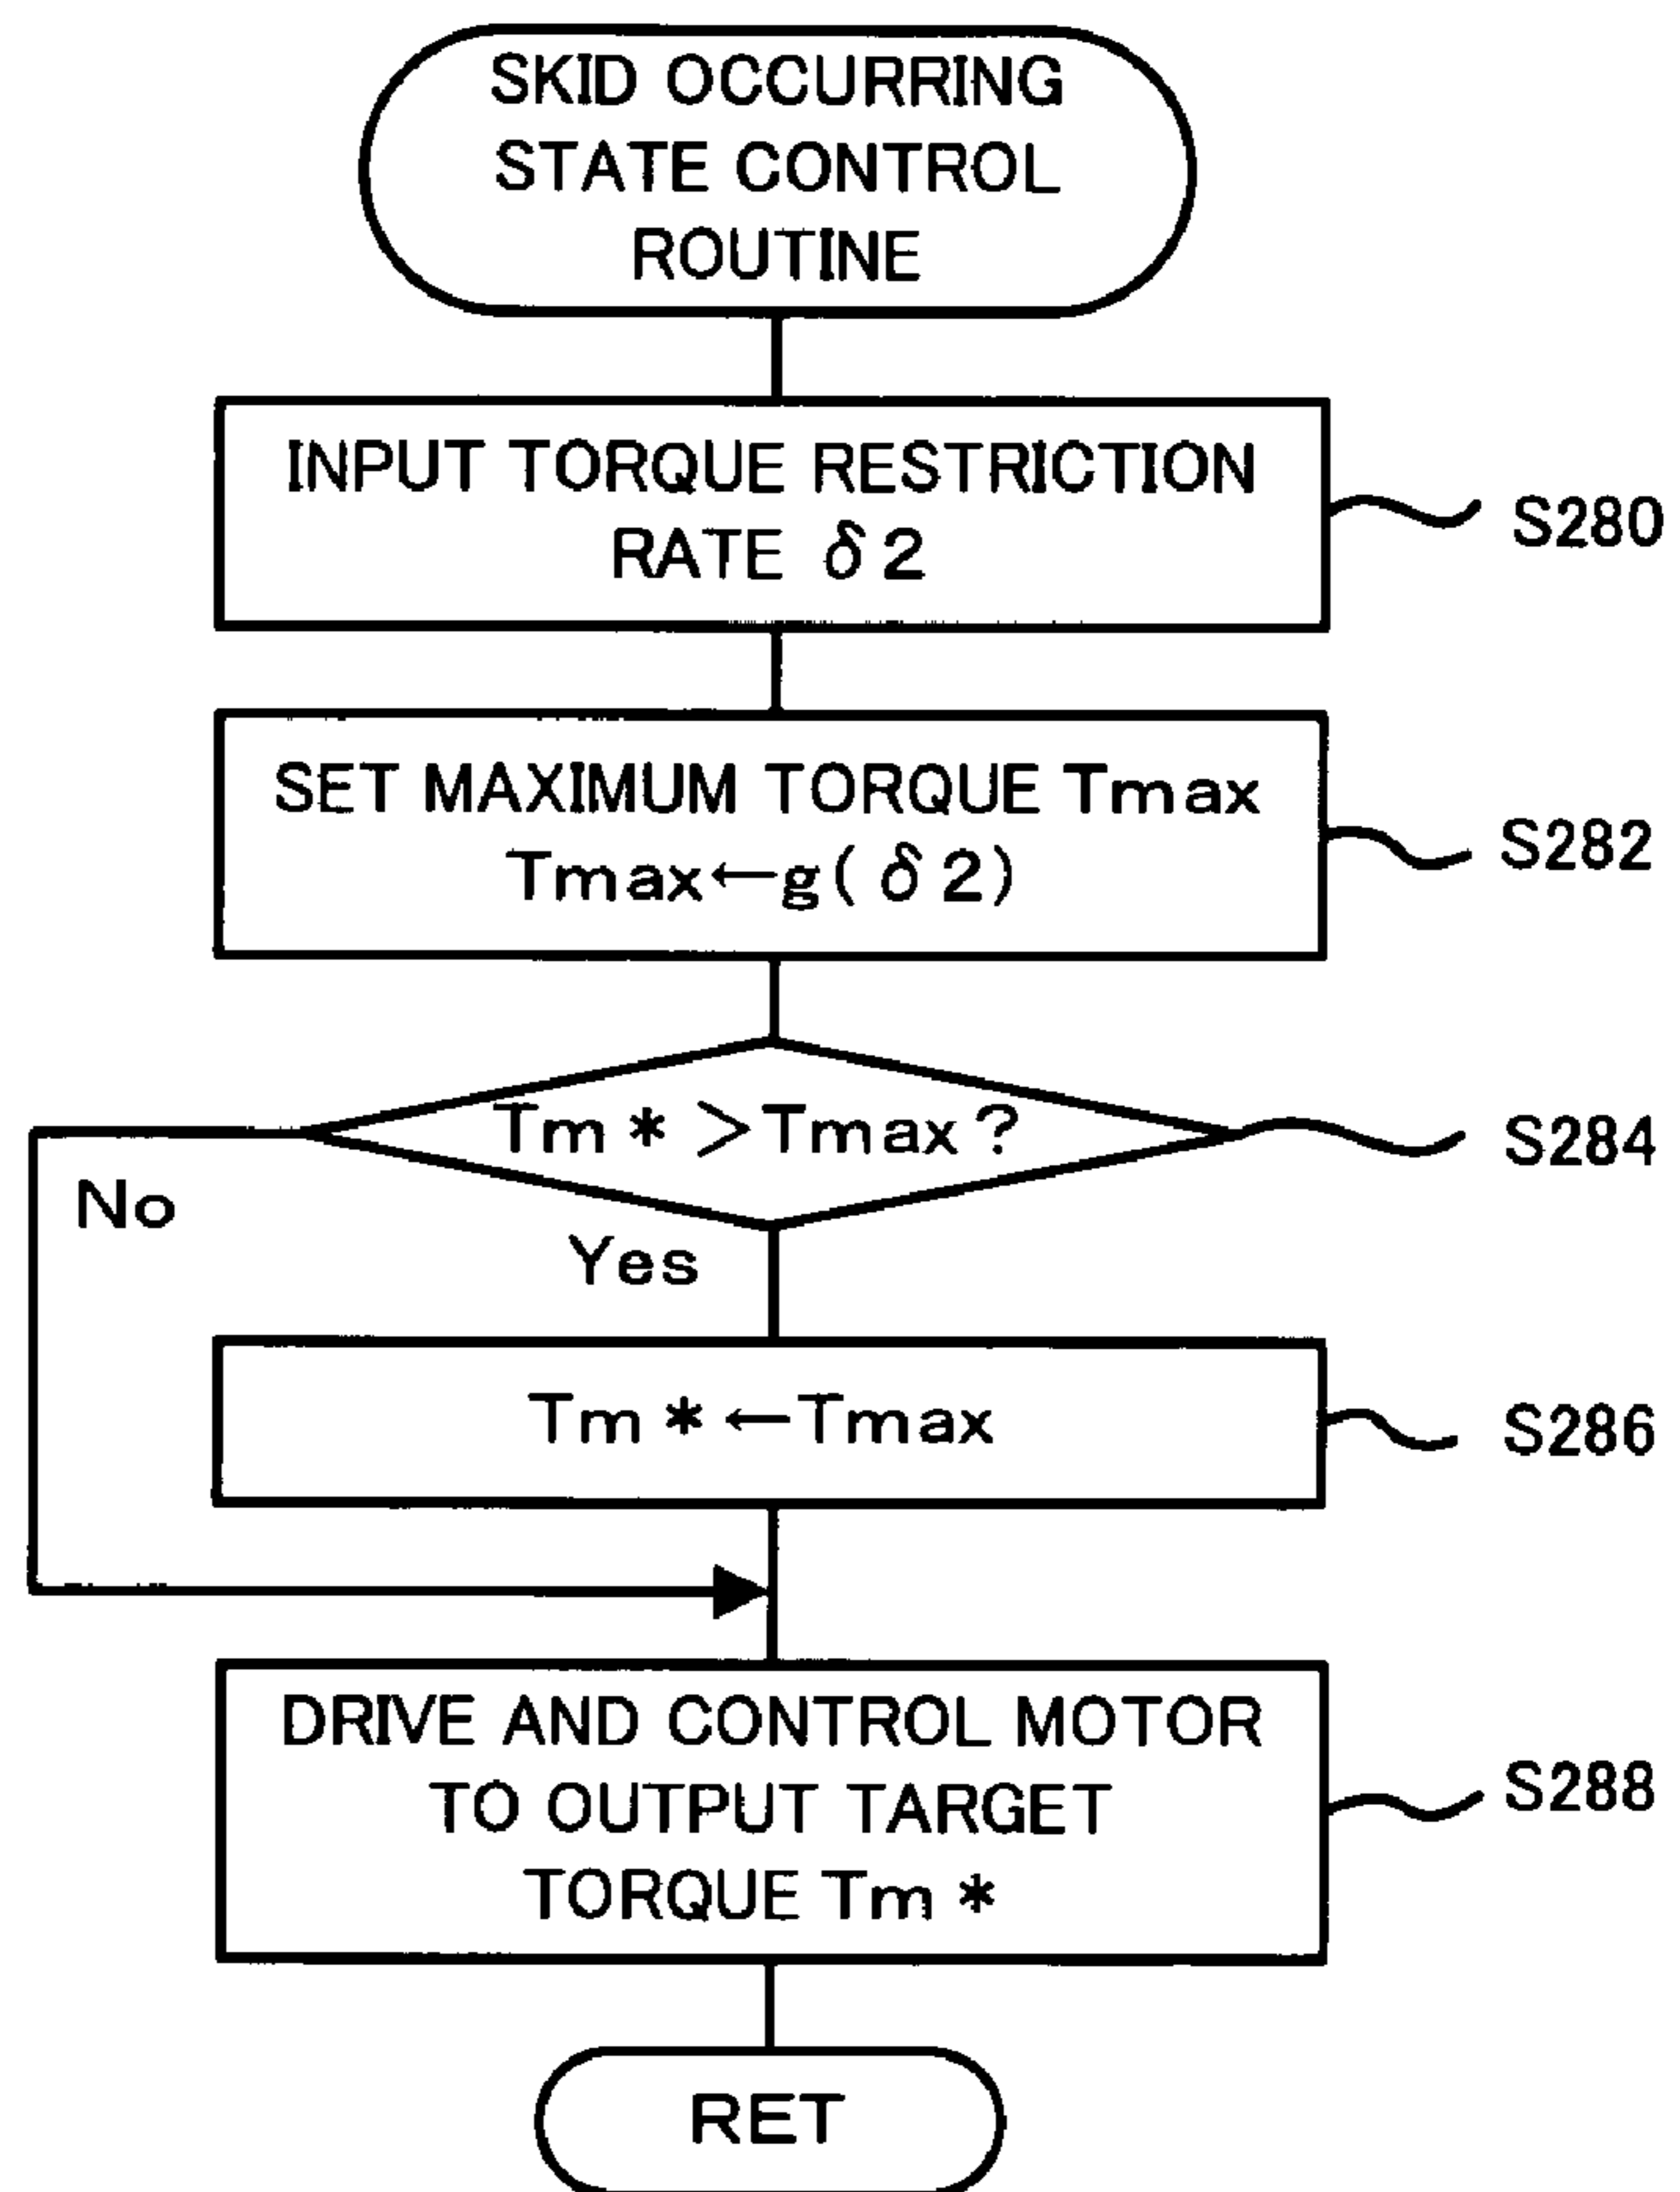 SKID OCCURRING
STATE CONTROL
ROUTINE
INPUT TORQUE RESTRICTION
RATE δ2
S280
SET MAXIMUM TORQUE Tmax
Tmax←g(δ2)
S282
Tm*>Tmax?
S284
No
Yes
Tm*←Tmax
S286
DRIVE AND CONTROL MOTOR
TO OUTPUT TARGET
TORQUE Tm*
S288
RET